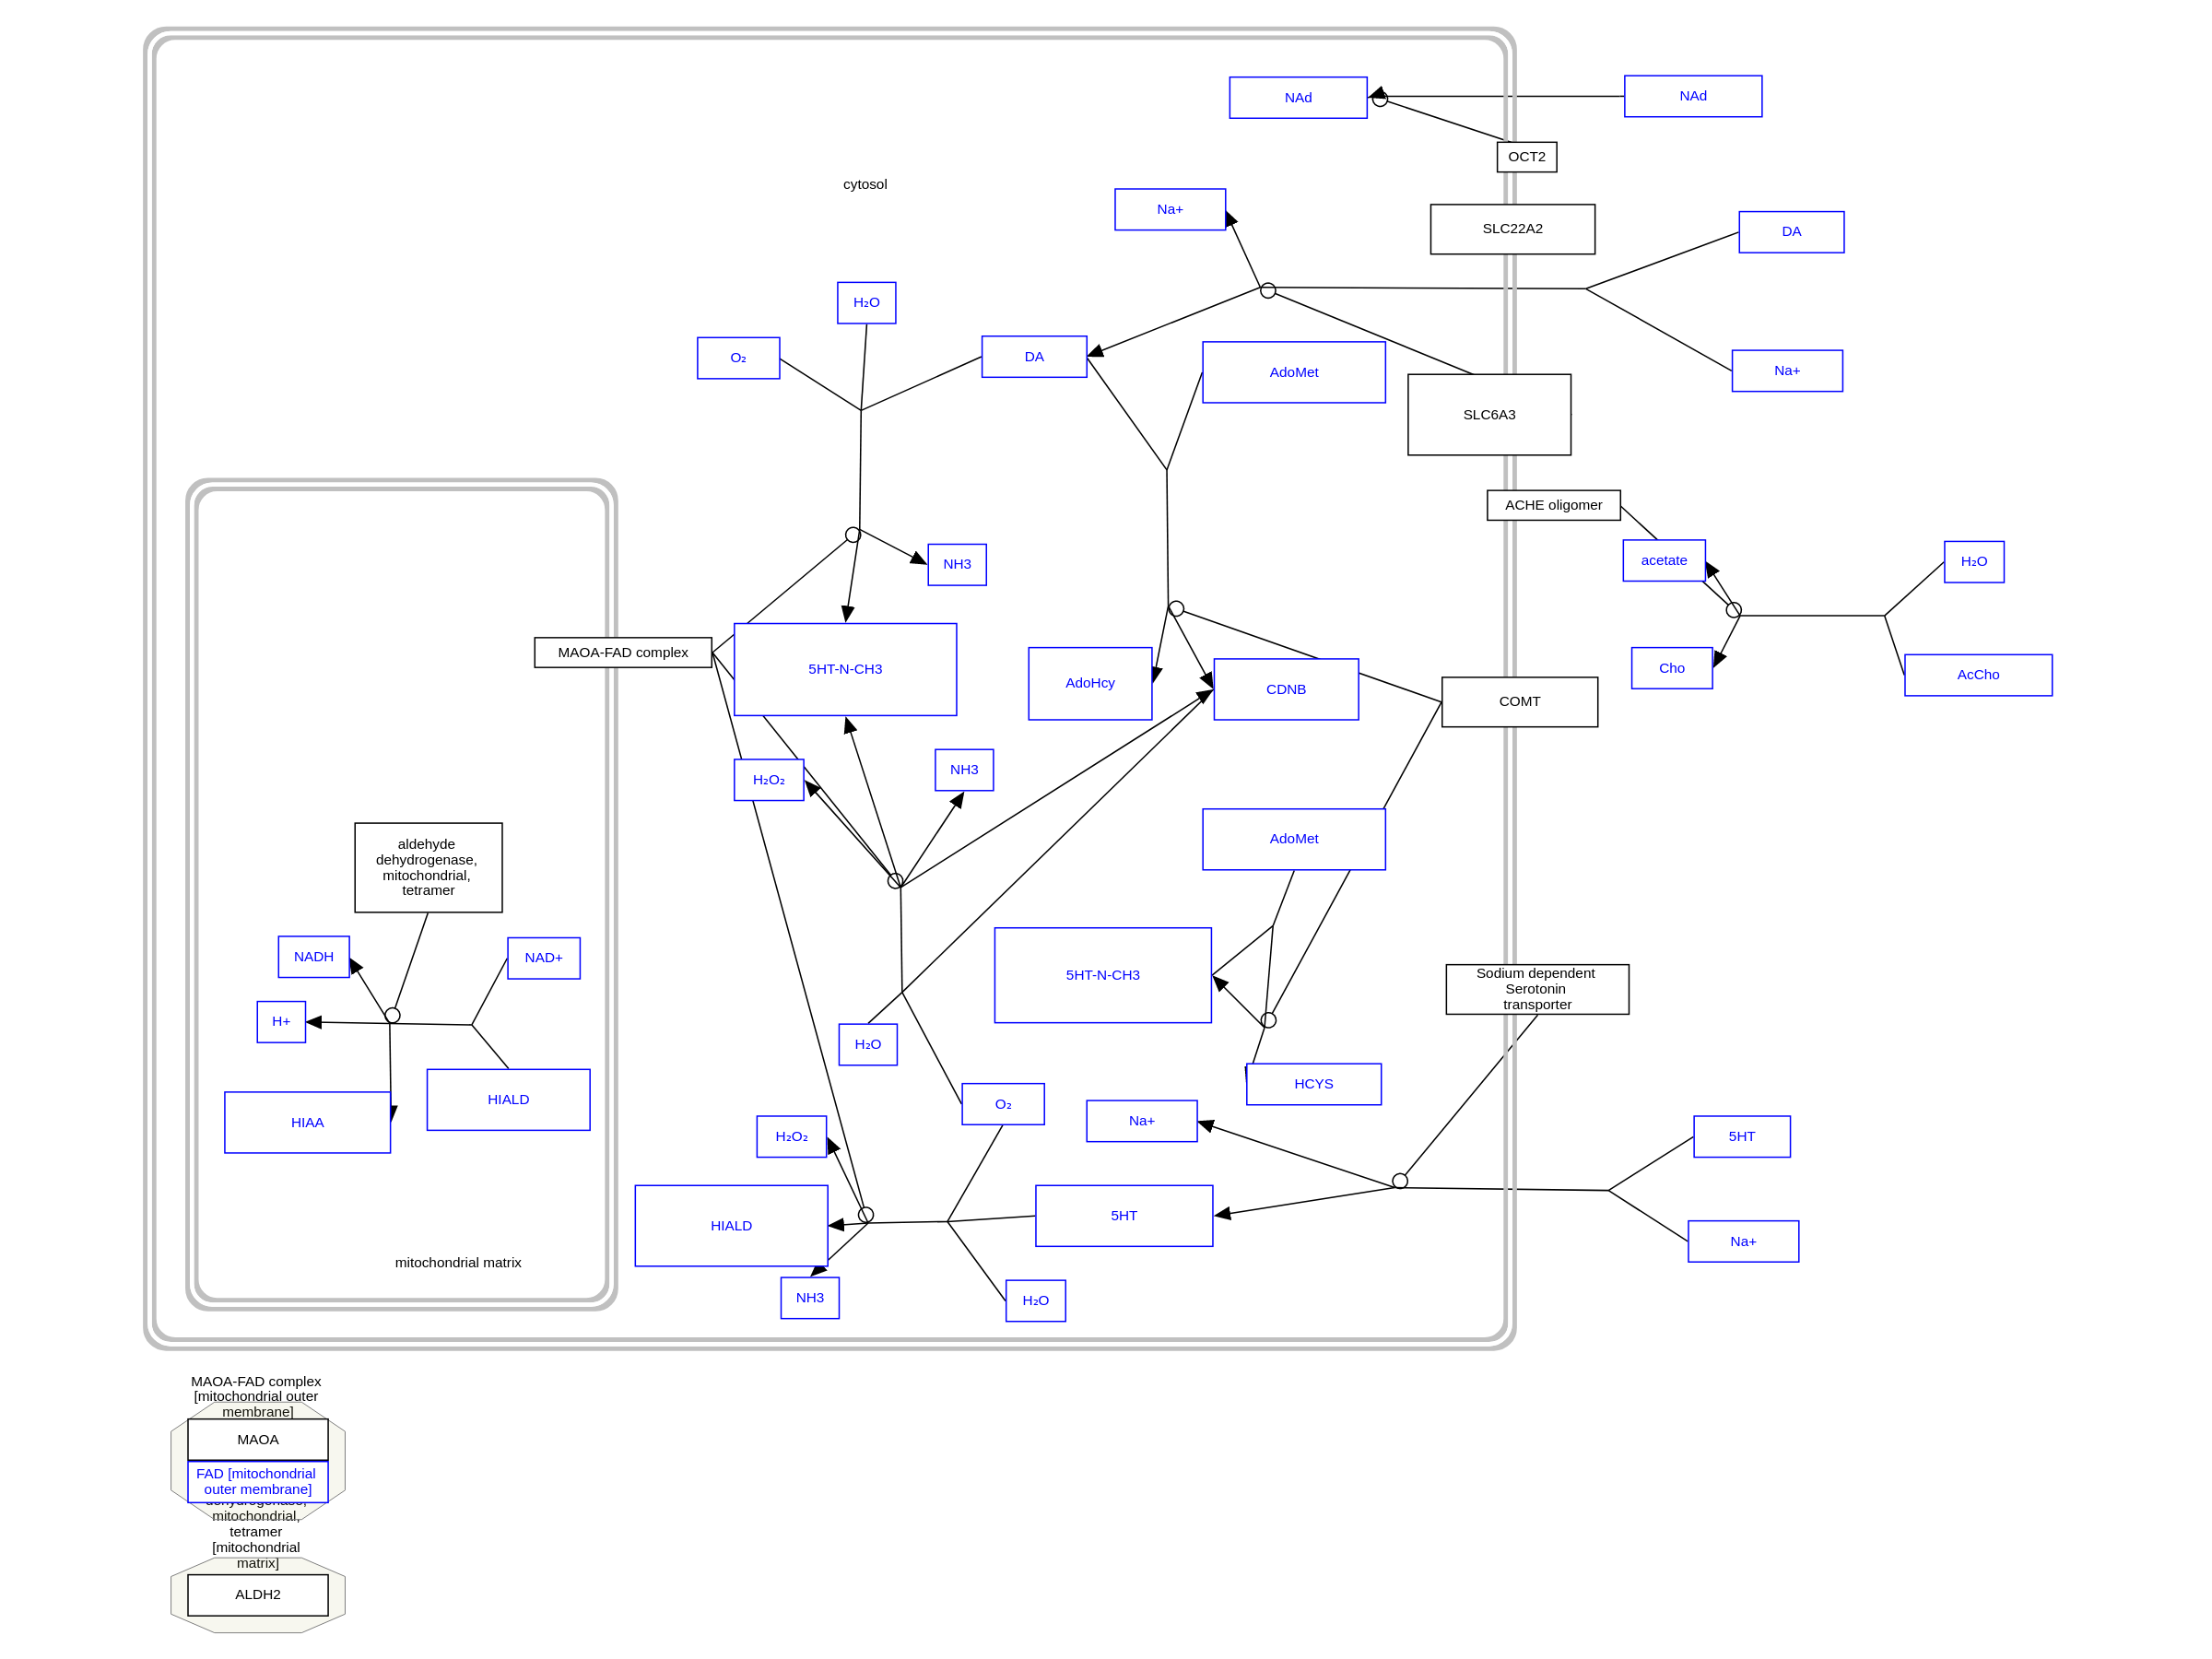 NAd
NAd
OCT2
cytosol
Na+
SLC22A2
DA
H₂O
O₂
DA
AdoMet
Na+
SLC6A3
ACHE oligomer
NH3
acetate
H₂O
MAOA-FAD complex
5HT-N-CH3
AdoHcy
CDNB
Cho
AcCho
COMT
H₂O₂
NH3
aldehyde
dehydrogenase,
mitochondrial,
tetramer
AdoMet
NADH
NAD+
5HT-N-CH3
Sodium dependent
Serotonin
transporter
H+
H₂O
HIAA
HIALD
O₂
HCYS
H₂O₂
Na+
5HT
HIALD
5HT
Na+
mitochondrial matrix
NH3
H₂O
MAOA-FAD complex
[mitochondrial outer
membrane]
MAOA
FAD [mitochondrial
outer membrane]
dehydrogenase,
mitochondrial,
tetramer
[mitochondrial
matrix]
ALDH2